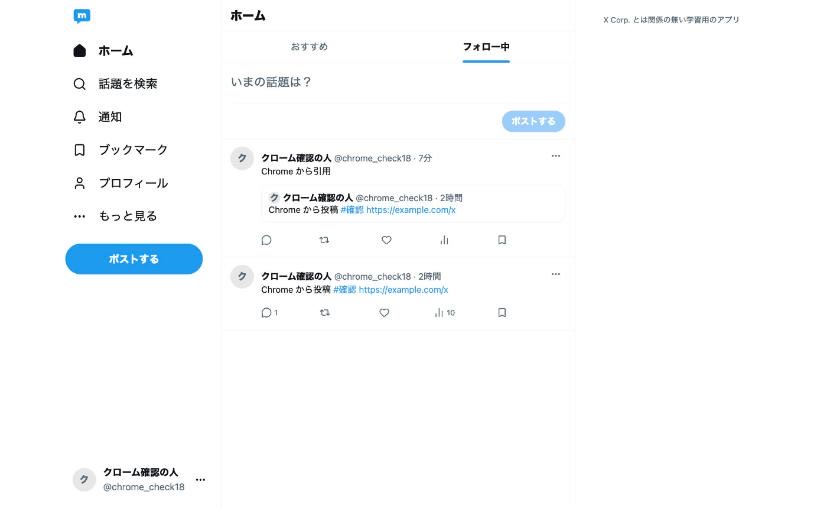 m
ホーム
話題を検索
通知
ブックマーク
プロフィール
もっと見る
ポストする
クローム確認の人
@chrome_check18
ホーム
おすすめ
フォロー中
いまの話題は？
ポストする
ク
クローム確認の人 @chrome_check18 · 7分
Chrome から引用
ク クローム確認の人 @chrome_check18 · 2時間
Chrome から投稿 #確認 https://example.com/x
ク
クローム確認の人 @chrome_check18 · 2時間
Chrome から投稿 #確認 https://example.com/x
1
10
ク
X Corp. とは関係の無い学習用のアプリ